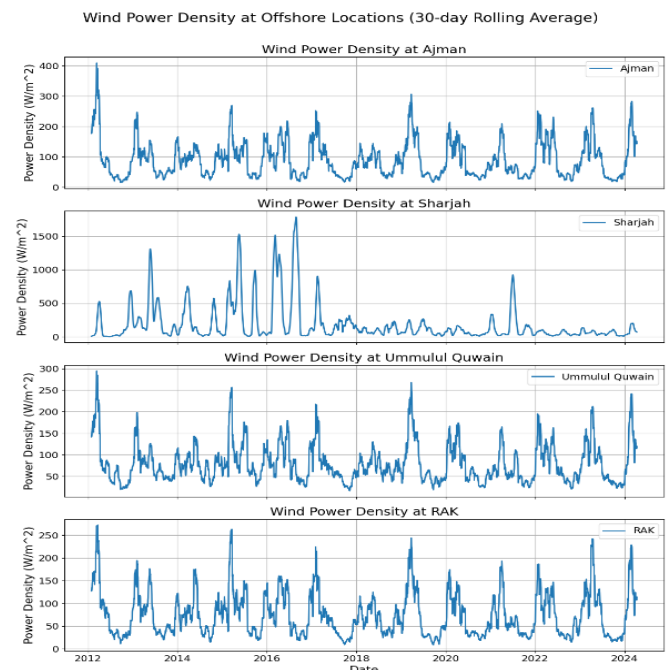 Wind Power Density at Offshore Locations (30-day Rolling Average)
Wind Power Density at Ajman
Power Density (W/m^2)
400
300
200
100
0
Ajman
Wind Power Density at Sharjah
Power Density (W/m^2)
1500
1000
500
0
Sharjah
Wind Power Density at Ummulul Quwain
Power Density (W/m^2)
300
250
200
150
100
50
Ummulul Quwain
Wind Power Density at RAK
Power Density (W/m^2)
250
200
150
100
50
0
RAK
2012 2014 2016 2018 2020 2022 2024
Date